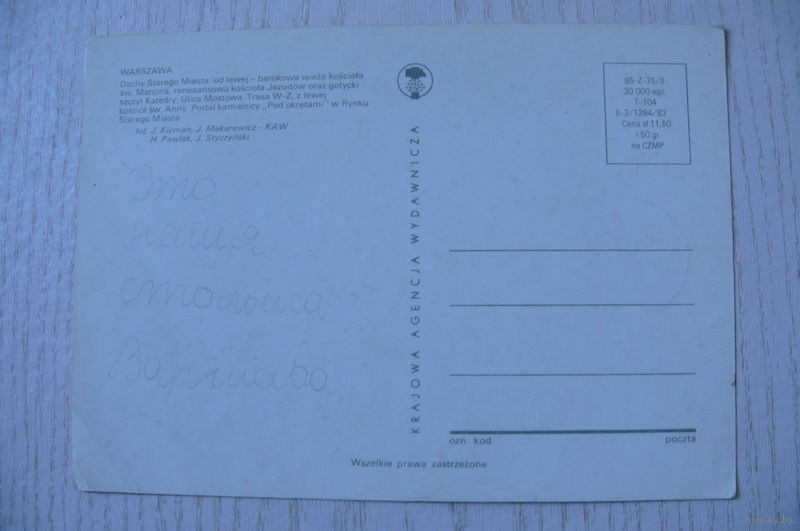 WARSZAWA
Dachy Starego Miasta: od lewej – barokowa wieża kościoła
św. Marcina, renesansowa kościoła Jezuitów oraz gotycki
szczyt Katedry. Ulica Mostowa. Trasa W-Z, z lewej
kościół św. Anny. Portal kamienicy „Pod okrętami” w Rynku
Starego Miasta
fot. J. Kicman, J. Makarewicz - KAW
H. Pawlak, J. Styczyński
Это
наша
столица
Варшава
KRAJOWA AGENCJA WYDAWNICZA
85-Z-75/II
30 000 egz.
T-104
II-3/1264/83
Cena zł 11,50
+50 gr
na CZMP
ozn. kod. poczta
Wszelkie prawa zastrzeżone